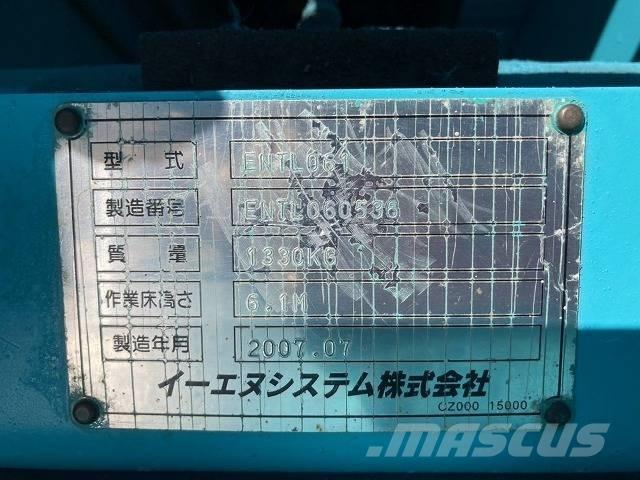 型 式 ENTL061
製造番号 ENTL060536
質 量 1330KG
作業床高さ 6.1M
製造年月 2007.07
イーエヌシステム株式会社
CZ000 15000
MASCUS